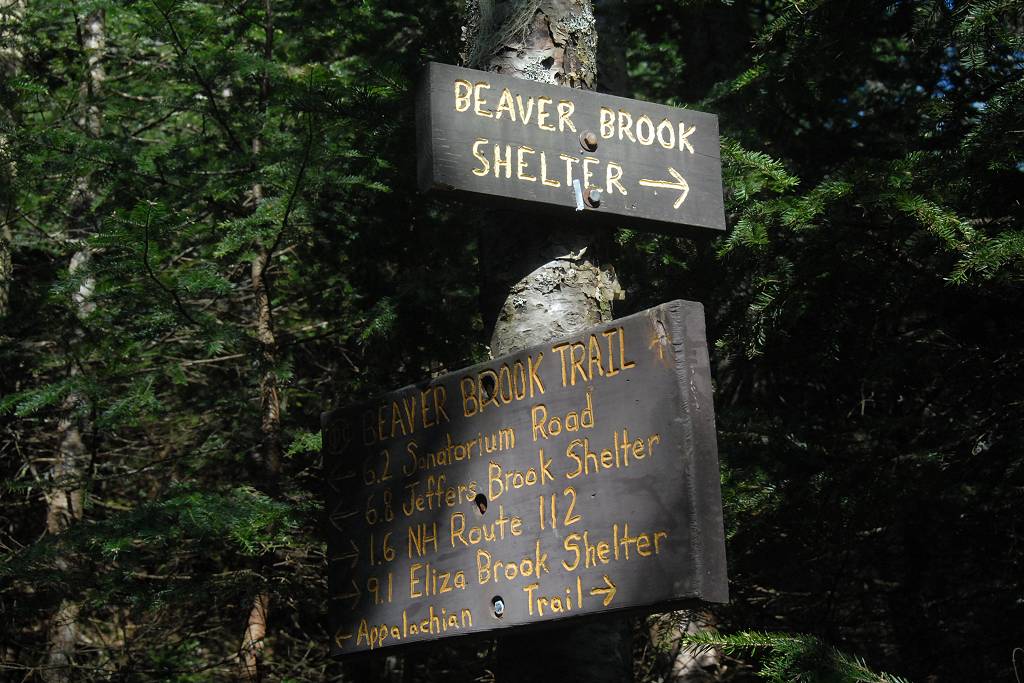 BEAVER BROOK
SHELTER →
BEAVER BROOK TRAIL
← 6.2 Sanatorium Road
← 6.8 Jeffers Brook Shelter
→ 1.6 NH Route 112
→ 9.1 Eliza Brook Shelter
← Appalachian Trail →